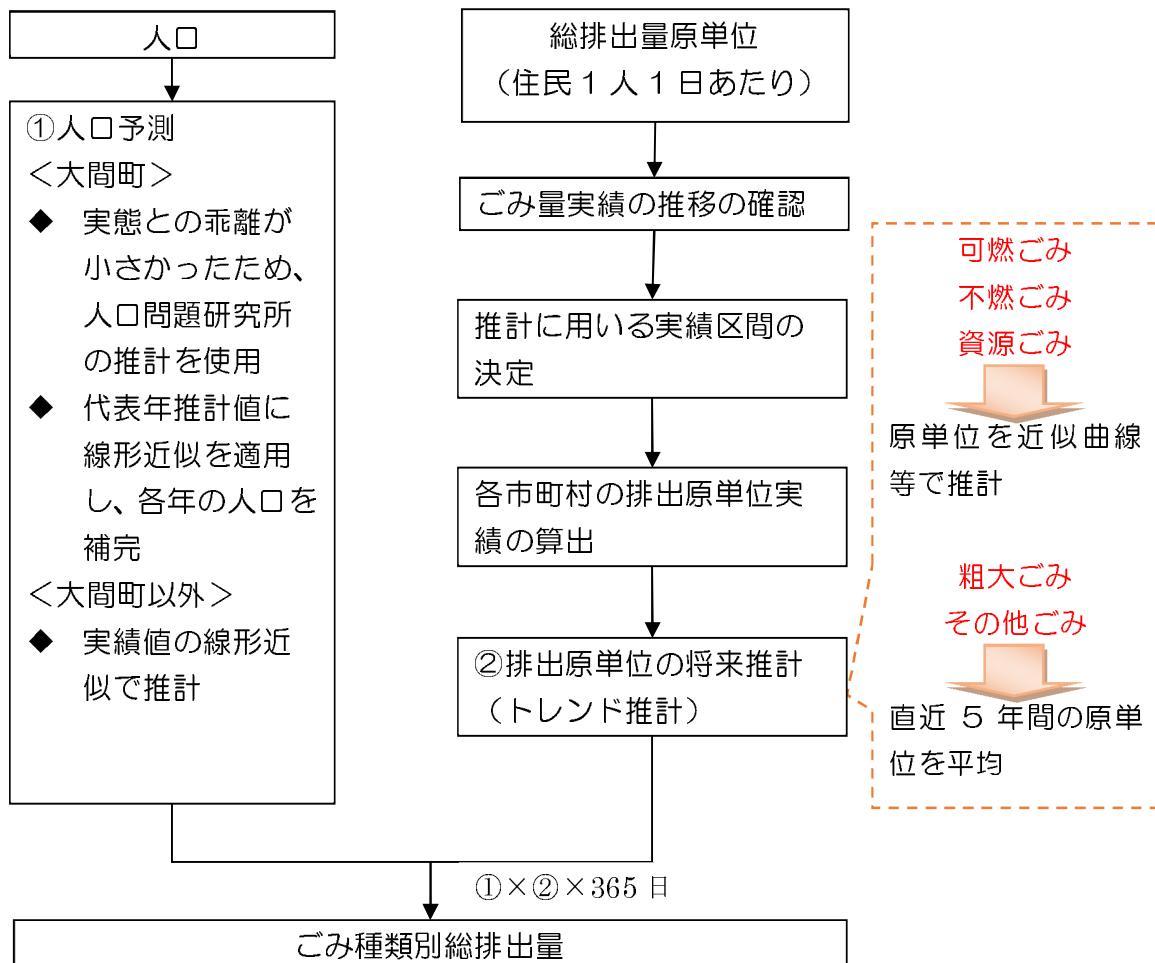 人口
①人口予測
＜大間町＞
◆ 実態との乖離が
小さかったため、
人口問題研究所
の推計を使用
◆ 代表年推計値に
線形近似を適用
し、各年の人口を
補完
＜大間町以外＞
◆ 実績値の線形近
似で推計
総排出量原単位
（住民１人１日あたり）
ごみ量実績の推移の確認
推計に用いる実績区間の
決定
各市町村の排出原単位実
績の算出
②排出原単位の将来推計
（トレンド推計）
可燃ごみ
不燃ごみ
資源ごみ
原単位を近似曲線
等で推計
粗大ごみ
その他ごみ
直近 5 年間の原単
位を平均
①×②×365 日
ごみ種類別総排出量